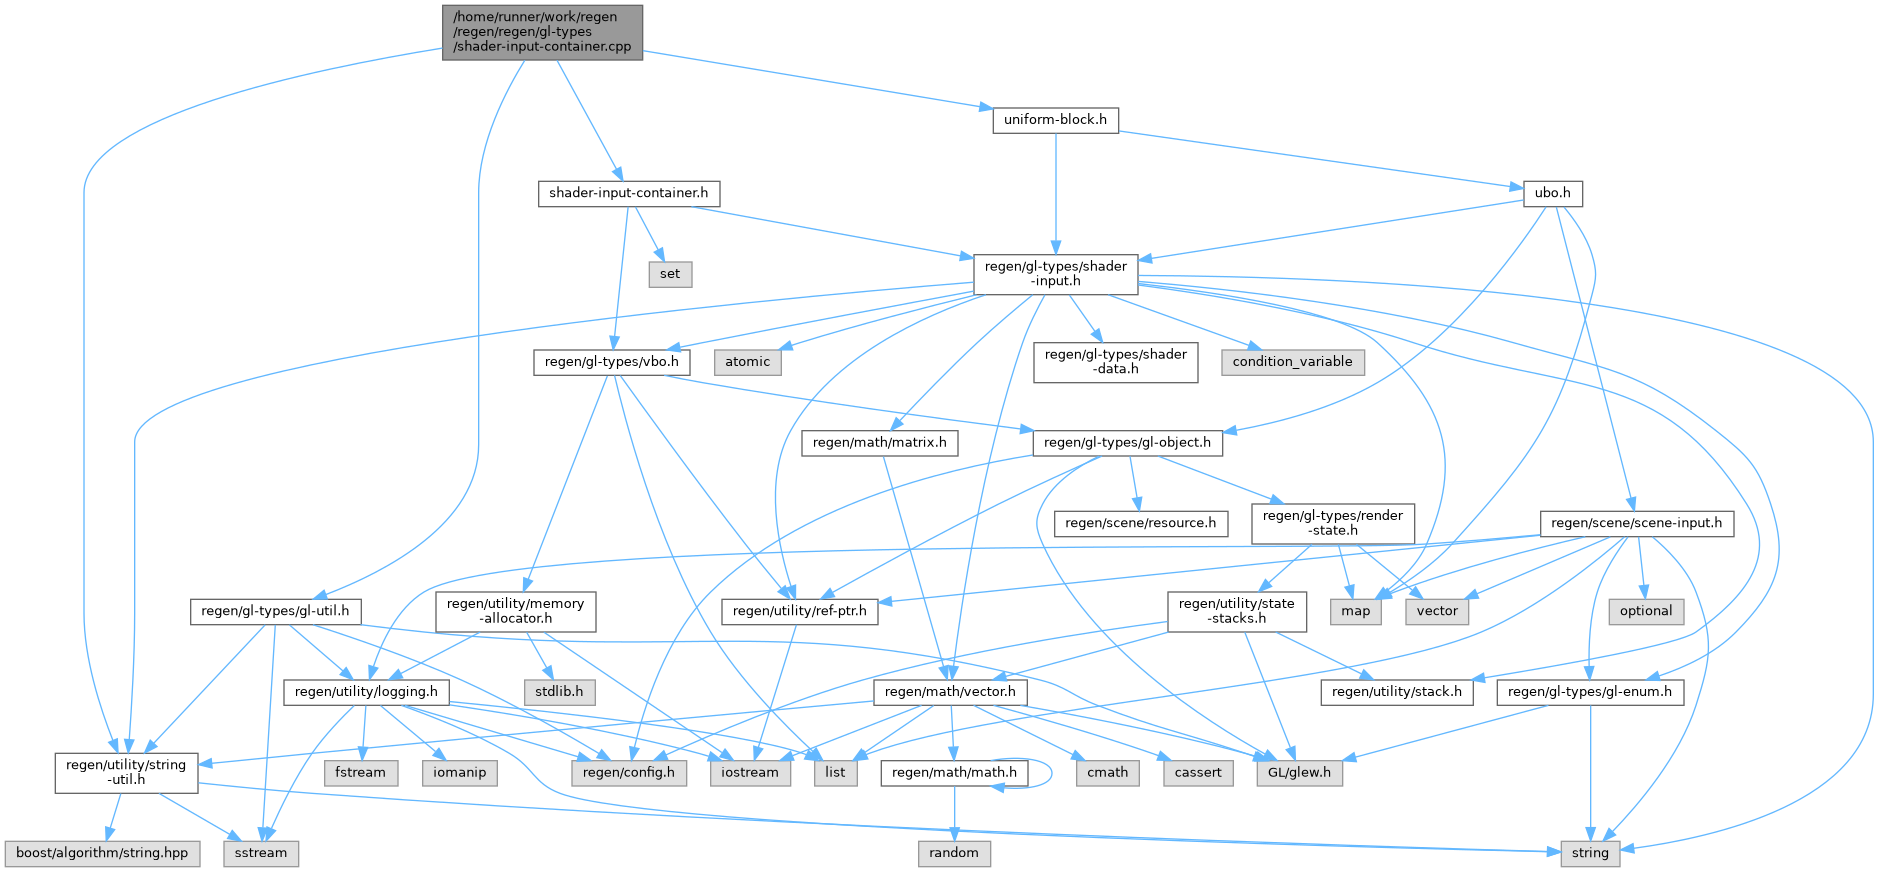 /home/runner/work/regen
/regen/regen/gl-types
/shader-input-container.cpp
uniform-block.h
shader-input-container.h
ubo.h
set
regen/gl-types/shader
-input.h
regen/gl-types/vbo.h
atomic
regen/gl-types/shader
-data.h
condition_variable
regen/math/matrix.h
regen/gl-types/gl-object.h
regen/scene/resource.h
regen/gl-types/render
-state.h
regen/scene/scene-input.h
regen/gl-types/gl-util.h
regen/utility/memory
-allocator.h
regen/utility/ref-ptr.h
regen/utility/state
-stacks.h
map
vector
optional
regen/utility/logging.h
stdlib.h
regen/math/vector.h
regen/utility/stack.h
regen/gl-types/gl-enum.h
regen/utility/string
-util.h
fstream
iomanip
regen/config.h
iostream
list
regen/math/math.h
cmath
cassert
GL/glew.h
boost/algorithm/string.hpp
sstream
random
string